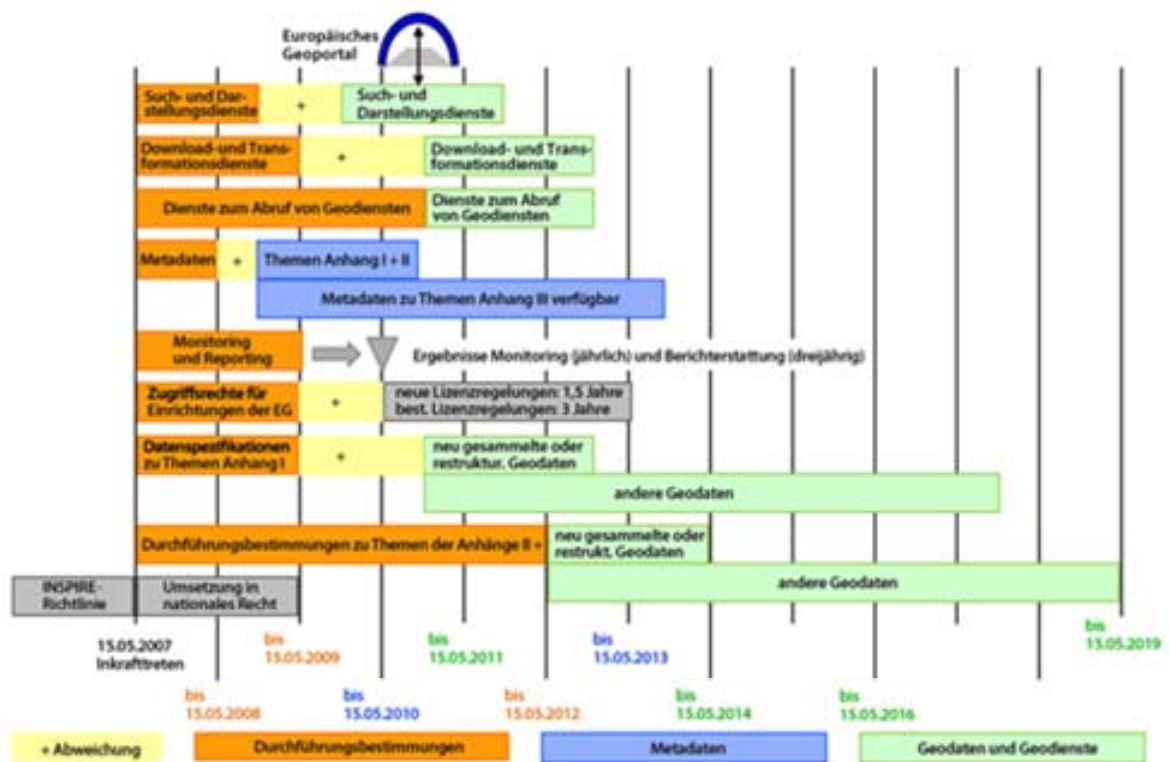 Europäisches
Geoportal
Such- und Dar-
stellungsdienste
+
Such- und
Darstellungsdienste
Download-und Trans-
formationsdienste
+
Download- und Trans-
formationsdienste
Dienste zum Abruf von Geodiensten
Dienste zum Abruf
von Geodiensten
Metadaten
+
Themen Anhang I + II
Metadaten zu Themen Anhang III verfügbar
Monitoring
und Reporting
Ergebnisse Monitoring (jährlich) und Berichterstattung (dreijährig)
Zugriffsrechte für
Einrichtungen der EG
+
neue Lizenzregelungen: 1,5 Jahre
best. Lizenzregelungen: 3 Jahre
Datenspezifikationen
zu Themen Anhang I
+
neu gesammelte oder
restruktur. Geodaten
andere Geodaten
Durchführungsbestimmungen zu Themen der Anhänge II +
neu gesammelte oder
restrukt. Geodaten
andere Geodaten
INSPIRE-
Richtlinie
Umsetzung in
nationales Recht
15.05.2007
Inkrafttreten
bis
15.05.2009
bis
15.05.2011
bis
15.05.2013
bis
15.05.2019
bis
15.05.2008
bis
15.05.2010
bis
15.05.2012
bis
15.05.2014
bis
15.05.2016
+ Abweichung
Durchführungsbestimmungen
Metadaten
Geodaten und Geodienste